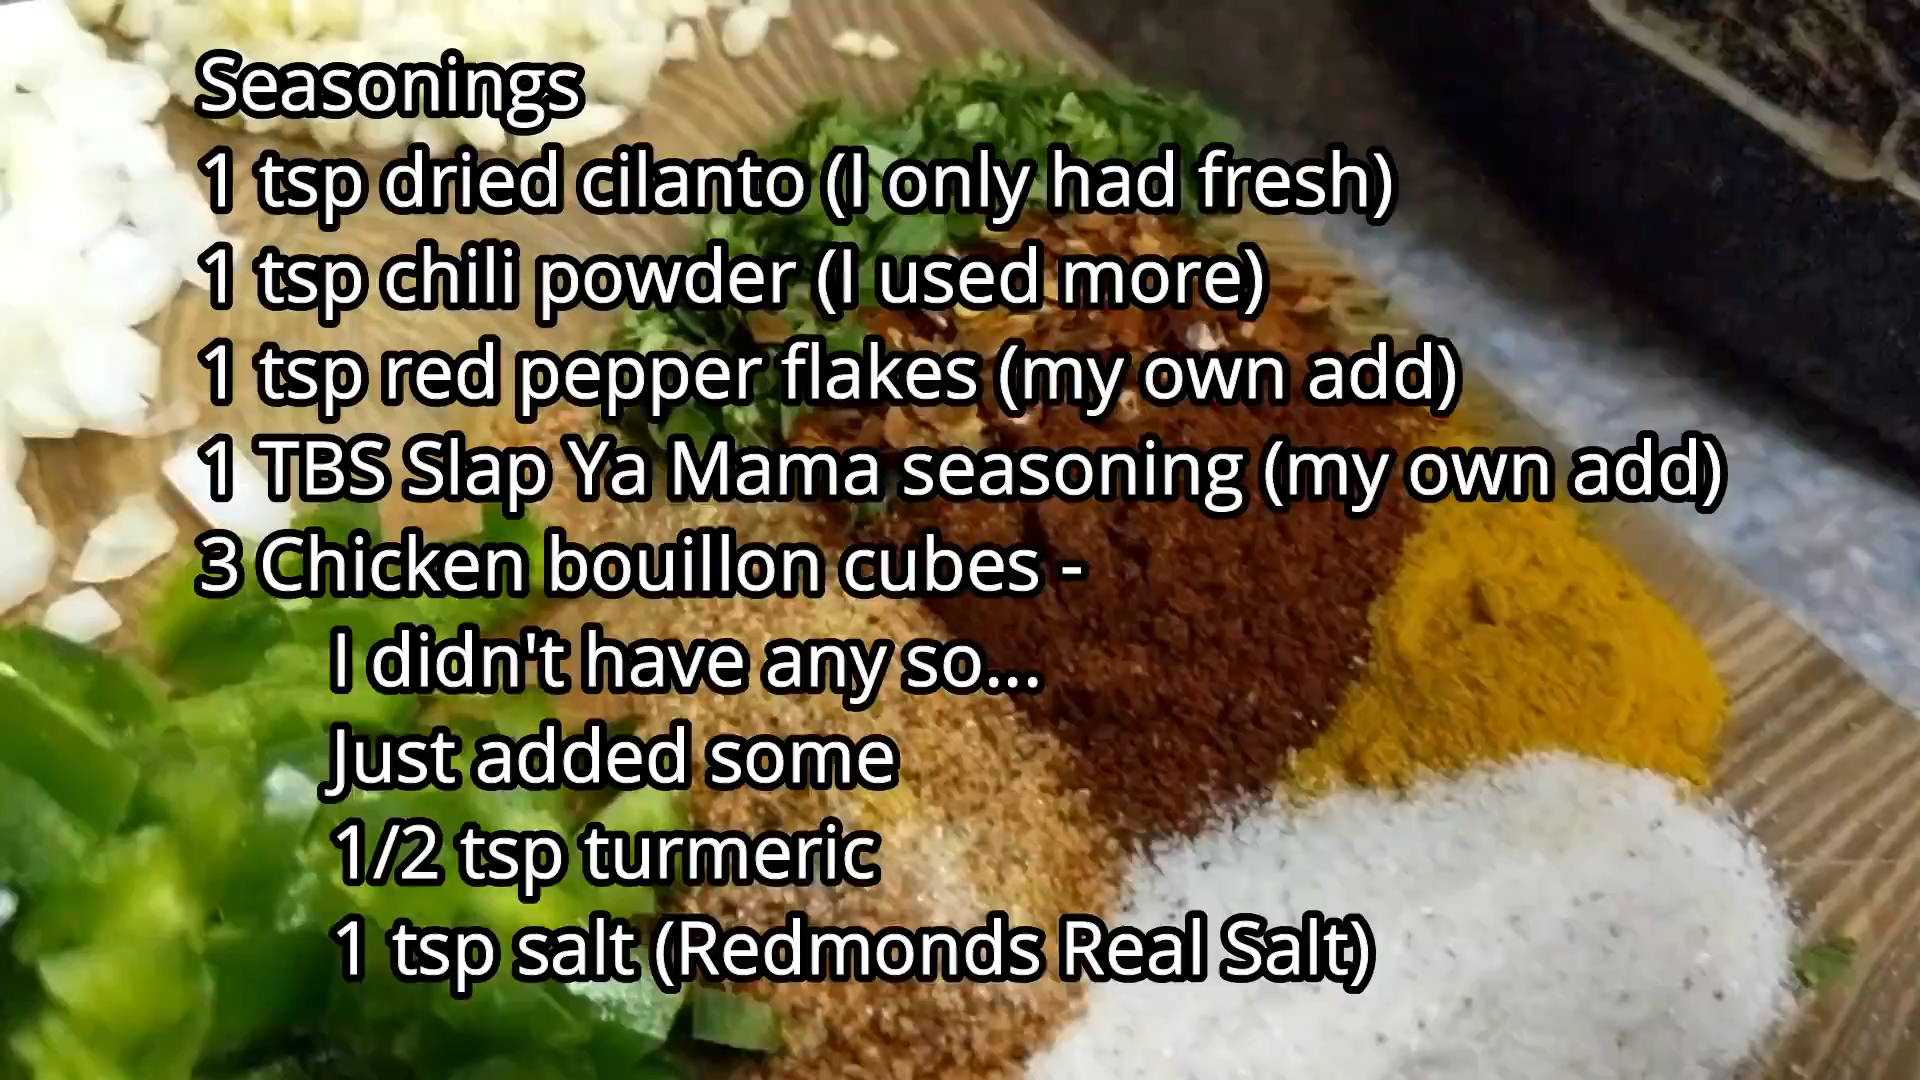 Seasonings
1 tsp dried cilanto (I only had fresh)
1 tsp chili powder (I used more)
1 tsp red pepper flakes (my own add)
1 TBS Slap Ya Mama seasoning (my own add)
3 Chicken bouillon cubes -
I didn't have any so...
Just added some
1/2 tsp turmeric
1 tsp salt (Redmonds Real Salt)